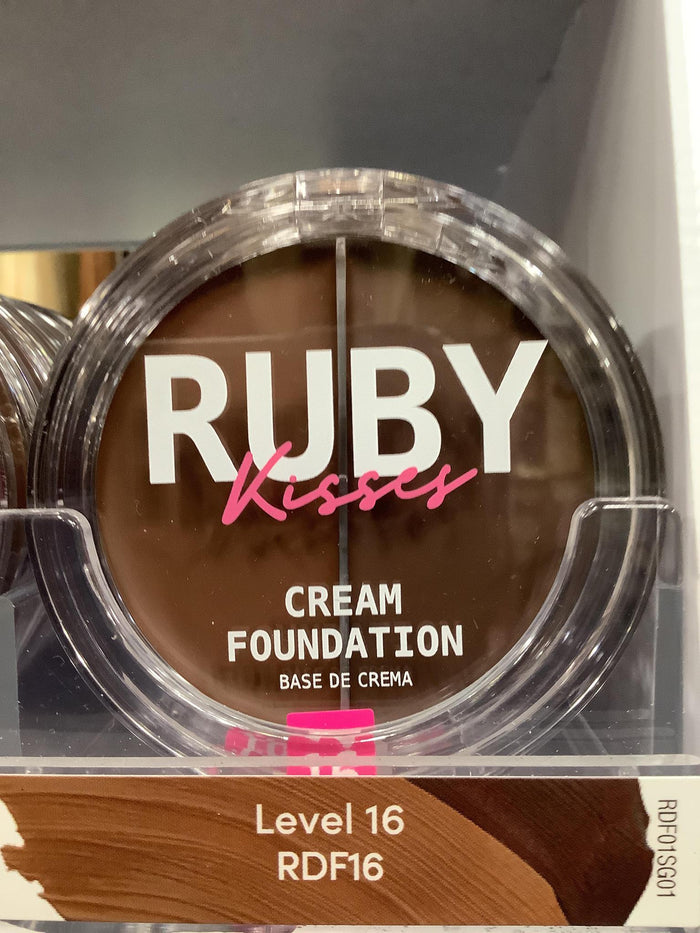 RUBY
Kisses
CREAM
FOUNDATION
BASE DE CREMA
Level 16
RDF16
RDF01SG01